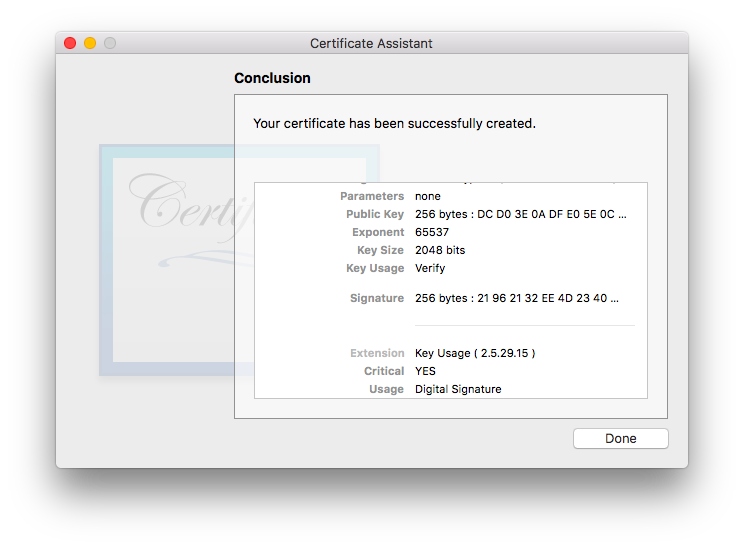 Certificate Assistant
Conclusion
Your certificate has been successfully created.
Parameters none
Public Key 256 bytes : DC D0 3E 0A DF E0 5E 0C ...
Exponent 65537
Key Size 2048 bits
Key Usage Verify
Signature 256 bytes : 21 96 21 32 EE 4D 23 40 ...
Extension Key Usage ( 2.5.29.15 )
Critical YES
Usage Digital Signature
Done